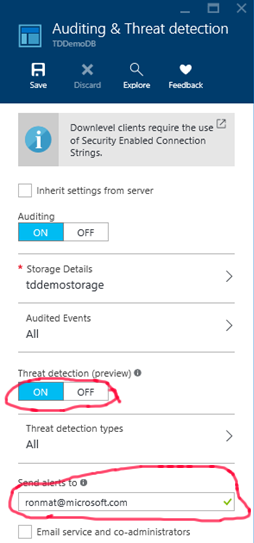 Auditing & Threat detection
TDDemoDB
Save
Discard
Explore
Feedback
Downlevel clients require the use
of Security Enabled Connection
Strings.
Inherit settings from server
Auditing
ON
OFF
* Storage Details
tddemostorage
Audited Events
All
Threat detection (preview)
ON
OFF
Threat detection types
All
Send alerts to
ronmat@microsoft.com
Email service and co-administrators